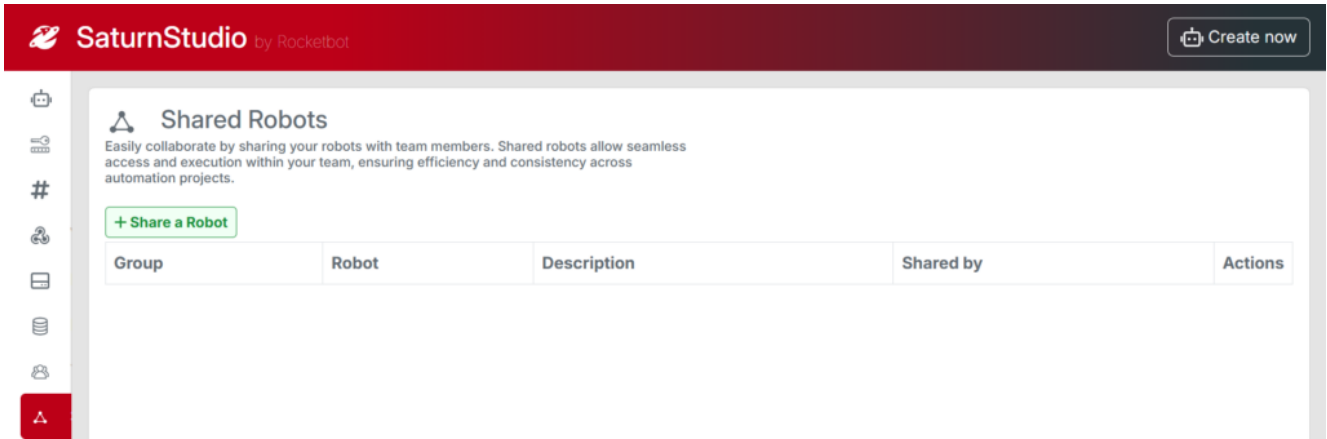 SaturnStudio by Rocketbot
Create now
Shared Robots
Easily collaborate by sharing your robots with team members. Shared robots allow seamless
access and execution within your team, ensuring efficiency and consistency across
automation projects.
+ Share a Robot
Group Robot Description Shared by Actions